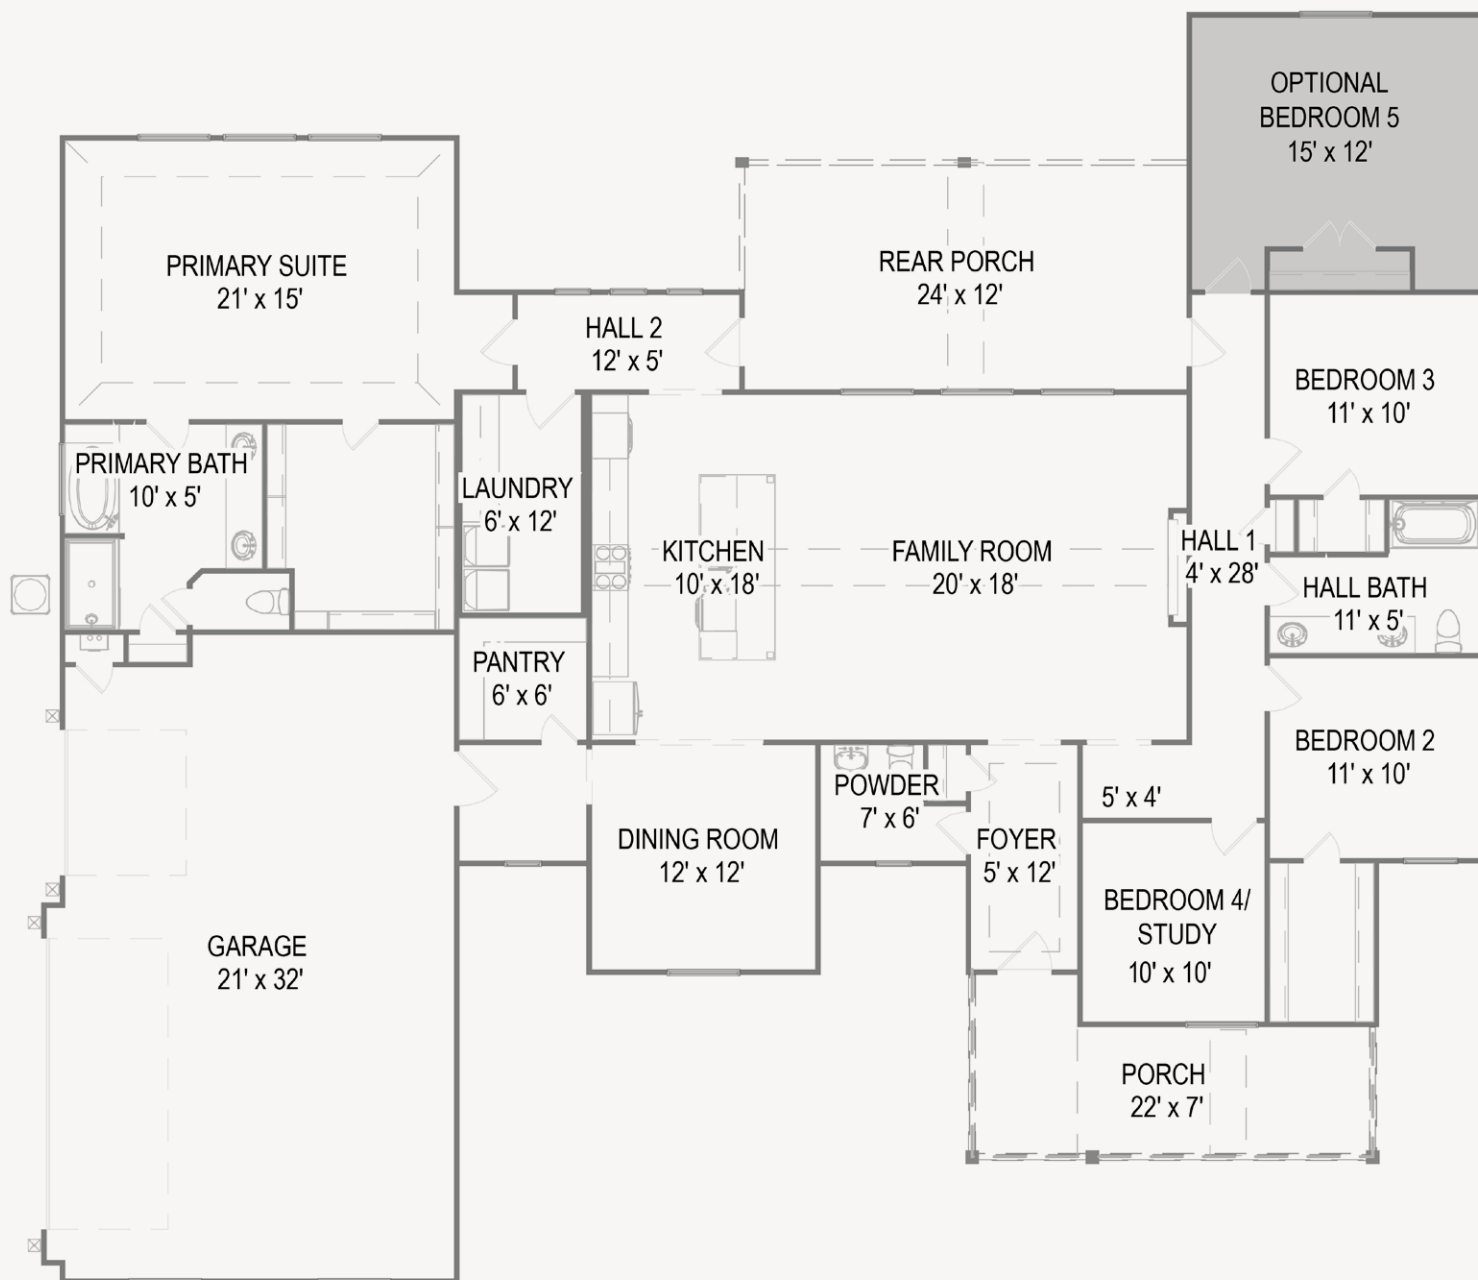 OPTIONAL
BEDROOM 5
15' x 12'
PRIMARY SUITE
21' x 15'
REAR PORCH
24' x 12'
HALL 2
12' x 5'
BEDROOM 3
11' x 10'
PRIMARY BATH
10' x 5'
LAUNDRY
6' x 12'
KITCHEN
10' x 18'
FAMILY ROOM
20' x 18'
HALL 1
4' x 28'
HALL BATH
11' x 5'
PANTRY
6' x 6'
BEDROOM 2
11' x 10'
POWDER
7' x 6'
5' x 4'
DINING ROOM
12' x 12'
FOYER
5' x 12'
BEDROOM 4/
STUDY
10' x 10'
GARAGE
21' x 32'
PORCH
22' x 7'